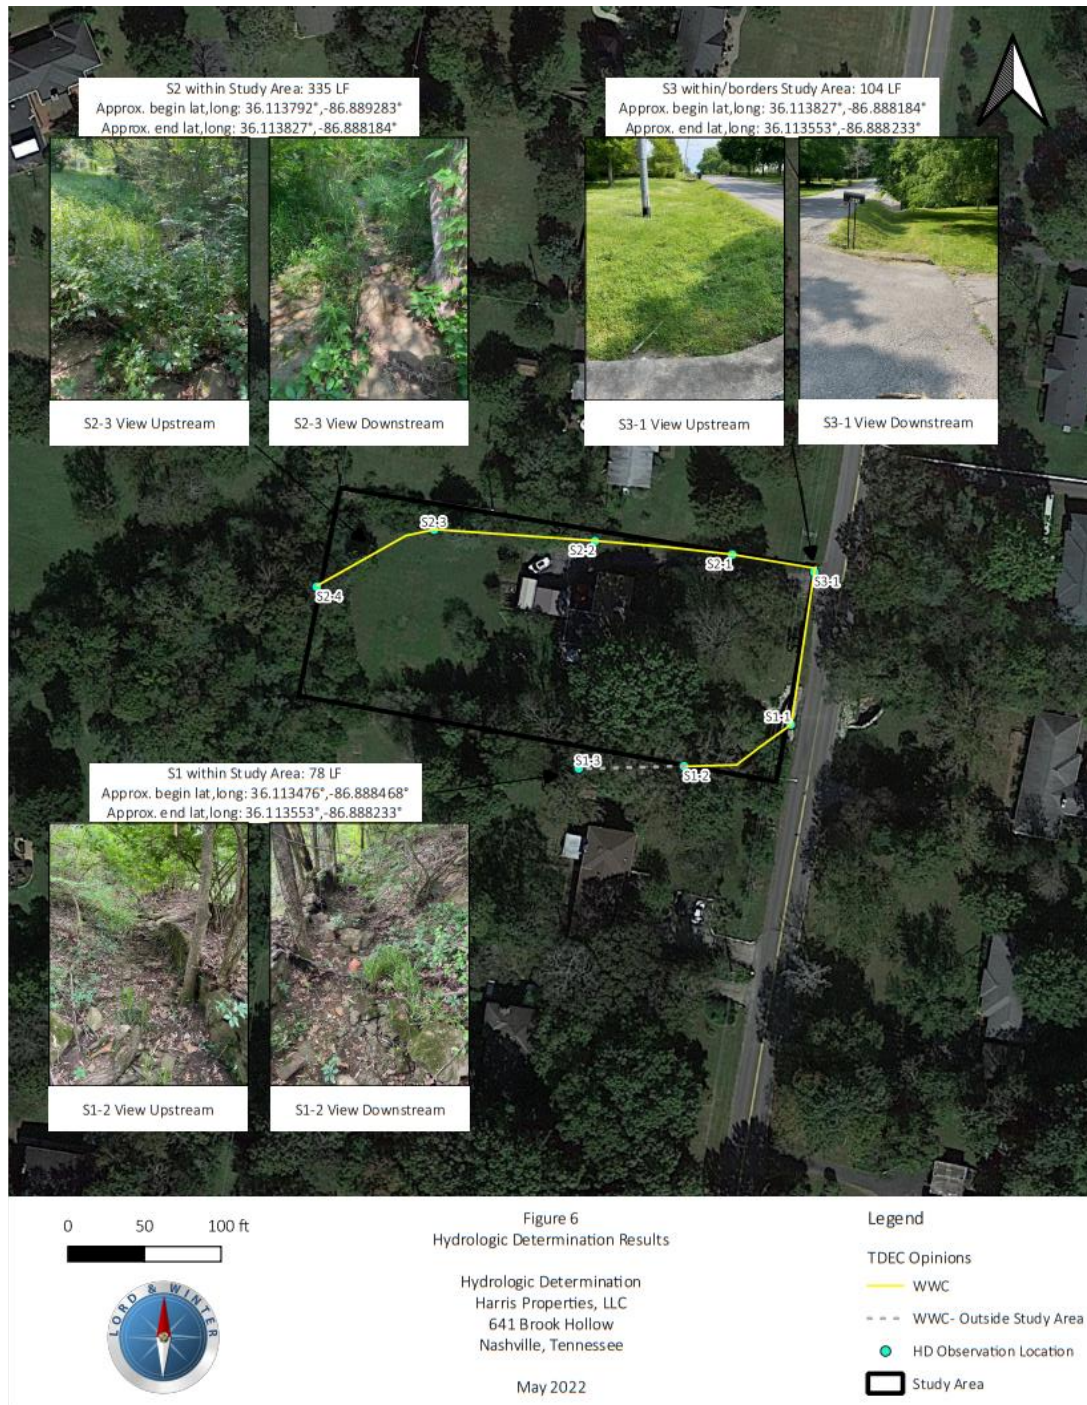 S2 within Study Area: 335 LF
Approx. begin lat,long: 36.113792°,-86.889283°
Approx. end lat,long: 36.113827°,-86.888184°
S3 within/borders Study Area: 104 LF
Approx. begin lat,long: 36.113827°,-86.888184°
Approx. end lat,long: 36.113553°,-86.888233°
S2-3 View Upstream
S2-3 View Downstream
S3-1 View Upstream
S3-1 View Downstream
S2-3
S2-2
S2-1
S3-1
S2-4
S1-1
S1-3
S1-2
S1 within Study Area: 78 LF
Approx. begin lat,long: 36.113476°,-86.888468°
Approx. end lat,long: 36.113553°,-86.888233°
S1-2 View Upstream
S1-2 View Downstream
0 50 100 ft
LORD & WINTER
Figure 6
Hydrologic Determination Results
Hydrologic Determination
Harris Properties, LLC
641 Brook Hollow
Nashville, Tennessee
May 2022
Legend
TDEC Opinions
WWC
WWC- Outside Study Area
HD Observation Location
Study Area